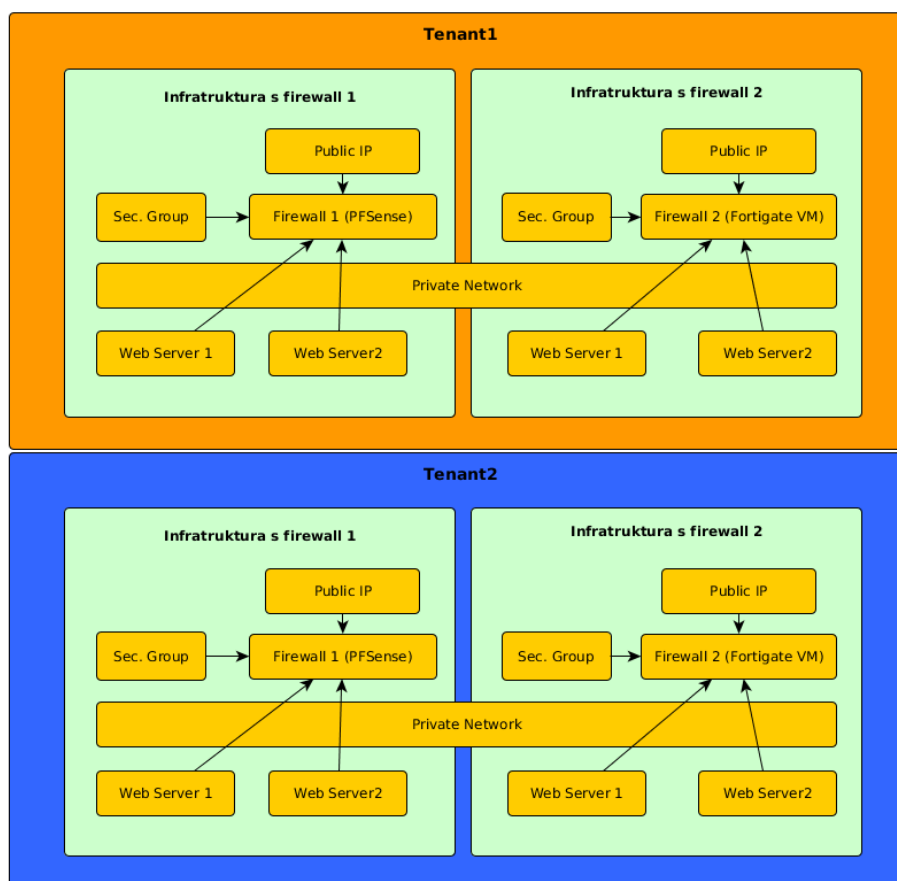 Tenant1
Infratruktura s firewall 1
Infratruktura s firewall 2
Public IP
Public IP
Sec. Group
Firewall 1 (PFSense)
Sec. Group
Firewall 2 (Fortigate VM)
Private Network
Web Server 1
Web Server2
Web Server 1
Web Server2
Tenant2
Infratruktura s firewall 1
Infratruktura s firewall 2
Public IP
Public IP
Sec. Group
Firewall 1 (PFSense)
Sec. Group
Firewall 2 (Fortigate VM)
Private Network
Web Server 1
Web Server2
Web Server 1
Web Server2